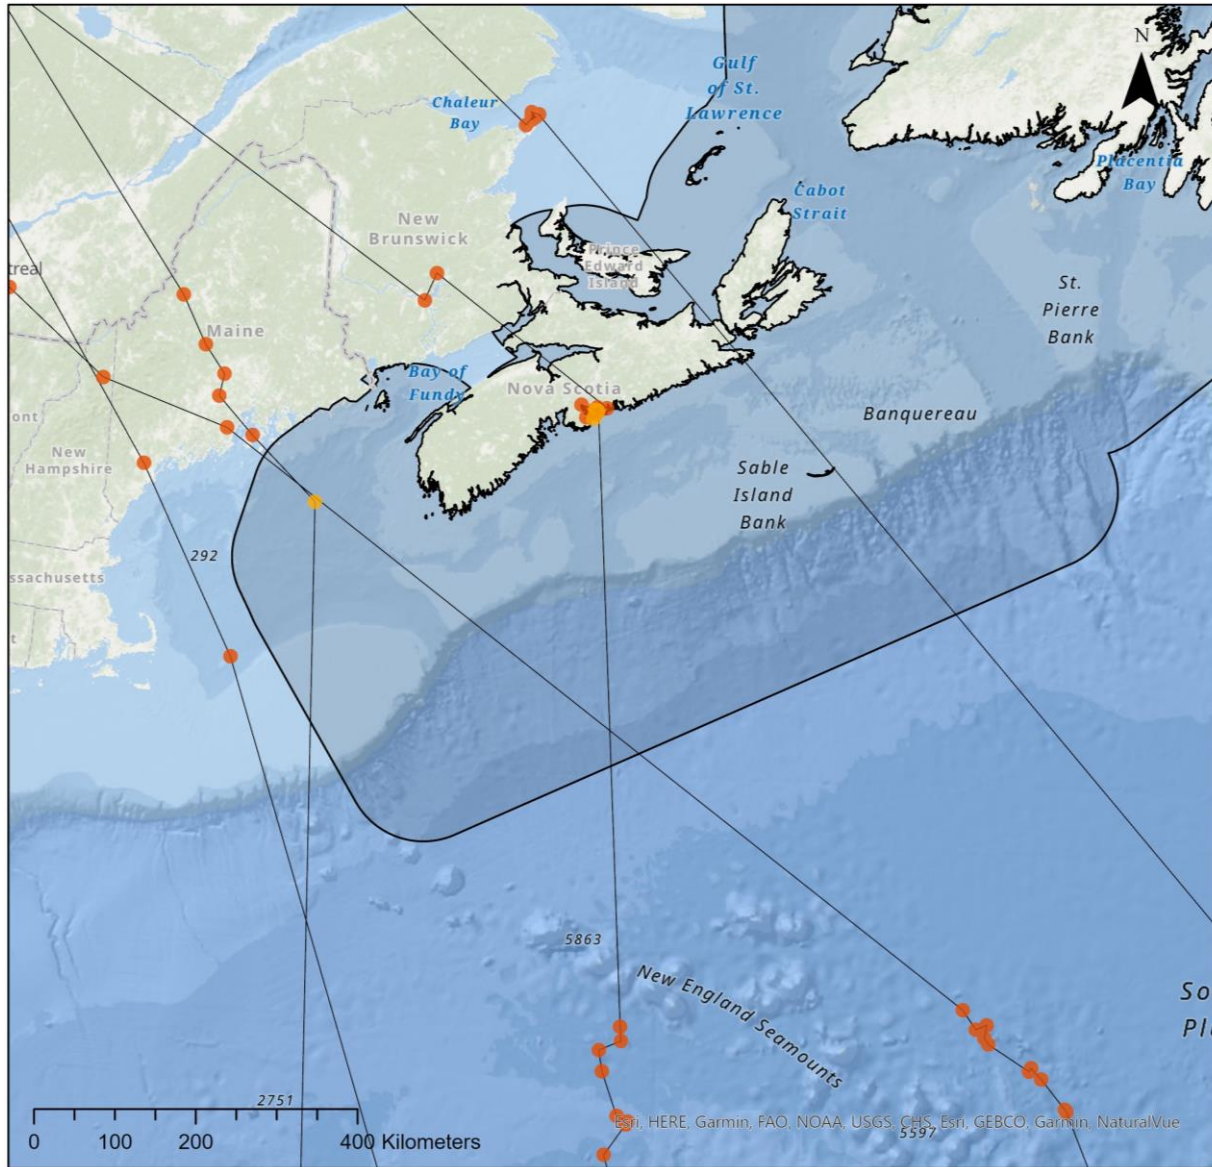 N
Gulf
of St.
Lawrence
Chaleur
Bay
Placentia
Bay
Cabot
Strait
New
Brunswick
Prince
Edward
Island
treal
St.
Pierre
Bank
Maine
Bay of
Fundy
Nova Scotia
Banquereau
ont
New
Hampshire
Sable
Island
Bank
292
ssachusetts
t
5863
New England Seamounts
So
Pl
2751
Esri, HERE, Garmin, FAO, NOAA, USGS, CHS, Esri, GEBCO, Garmin, NaturalVue
5597
0 100 200 400 Kilometers